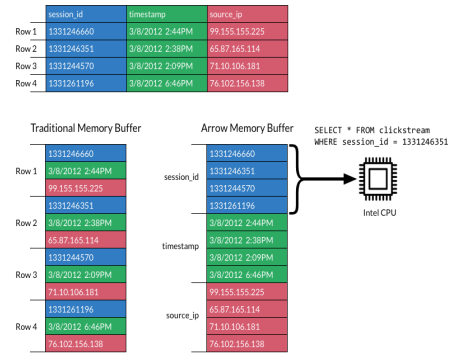 session_id timestamp source_ip
Row 1 1331246660 3/8/2012 2:44PM 99.155.155.225
Row 2 1331246351 3/8/2012 2:38PM 65.87.165.114
Row 3 1331244570 3/8/2012 2:09PM 71.10.106.181
Row 4 1331261196 3/8/2012 6:46PM 76.102.156.138
Traditional Memory Buffer
Row 1
1331246660
3/8/2012 2:44PM
99.155.155.225
Row 2
1331246351
3/8/2012 2:38PM
65.87.165.114
Row 3
1331244570
3/8/2012 2:09PM
71.10.106.181
Row 4
1331261196
3/8/2012 6:46PM
76.102.156.138
Arrow Memory Buffer
session_id
1331246660
1331246351
1331244570
1331261196
timestamp
3/8/2012 2:44PM
3/8/2012 2:38PM
3/8/2012 2:09PM
3/8/2012 6:46PM
source_ip
99.155.155.225
65.87.165.114
71.10.106.181
76.102.156.138
SELECT * FROM clickstream
WHERE session_id = 1331246351
Intel CPU